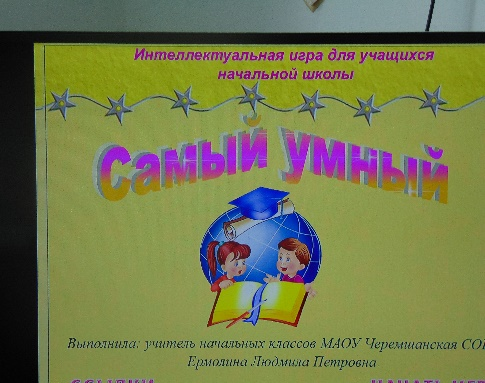 Интеллектуальная игра для учащихся
начальной школы
Самый умный
Выполнила: учитель начальных классов МАОУ Черемшанская
Ермолина Людмила Петровна